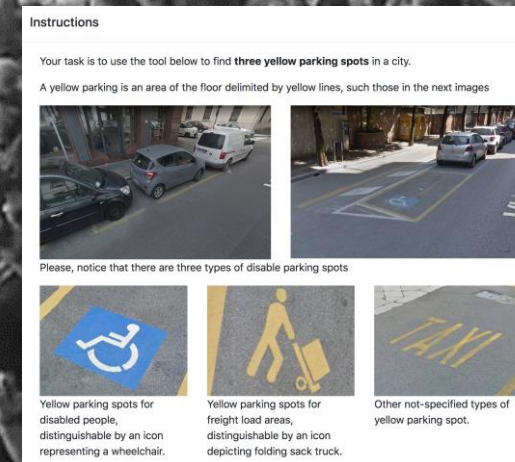 Instructions
Your task is to use the tool below to find three yellow parking spots in a city.
A yellow parking is an area of the floor delimited by yellow lines, such those in the next images
Please, notice that there are three types of disable parking spots
TAXI
Yellow parking spots for
disabled people,
distinguishable by an icon
representing a wheelchair.
Yellow parking spots for
freight load areas,
distinguishable by an icon
depicting folding sack truck.
Other not-specified types of
yellow parking spot.